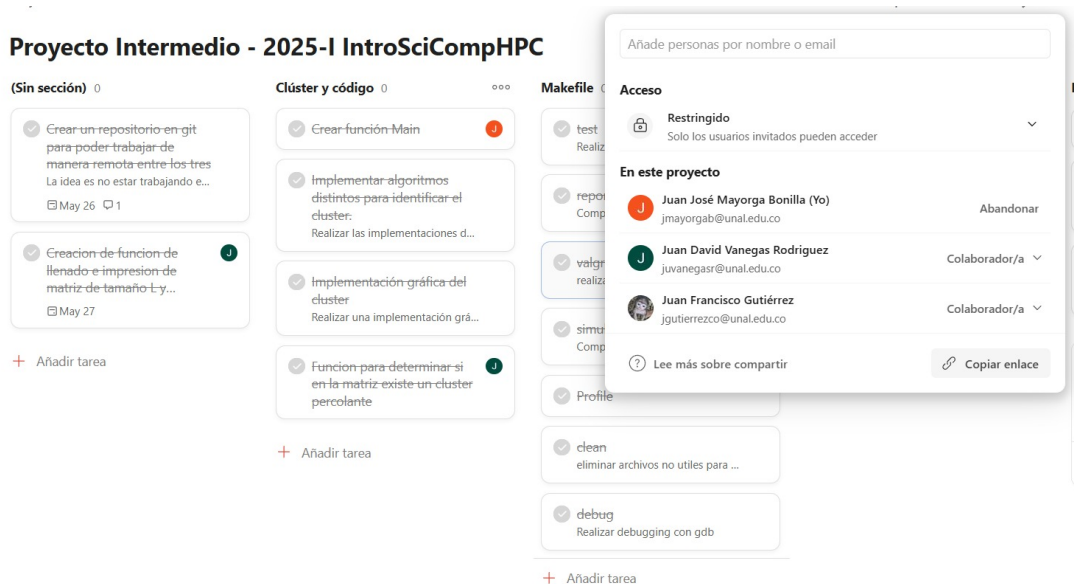 Proyecto Intermedio - 2025-I IntroSciCompHPC
(Sin sección) 0
Crear un repositorio en git
para poder trabajar de
manera remota entre los tres
La idea es no estar trabajando e...
May 26 1
Creacion de funcion de
llenado e impresion de
matriz de tamaño L y...
J
May 27
+ Añadir tarea
Clúster y código 0
Crear función Main
J
Implementar algoritmos
distintos para identificar el
cluster.
Realizar las implementaciones d...
Implementación gráfica del
cluster
Realizar una implementación grá...
Funcion para determinar si
en la matriz existe un cluster
percolante
J
+ Añadir tarea
Makefile
test
Realiz
repor
Comp
valgr
realiza
simu
Comp
Profile
clean
eliminar archivos no utiles para ...
debug
Realizar debugging con gdb
+ Añadir tarea
Añade personas por nombre o email
Acceso
Restringido
Solo los usuarios invitados pueden acceder
En este proyecto
J
Juan José Mayorga Bonilla (Yo)
jmayorgab@unal.edu.co
Abandonar
J
Juan David Vanegas Rodriguez
juvanegasr@unal.edu.co
Colaborador/a
Juan Francisco Gutiérrez
jgutierrezco@unal.edu.co
Colaborador/a
? Lee más sobre compartir
Copiar enlace